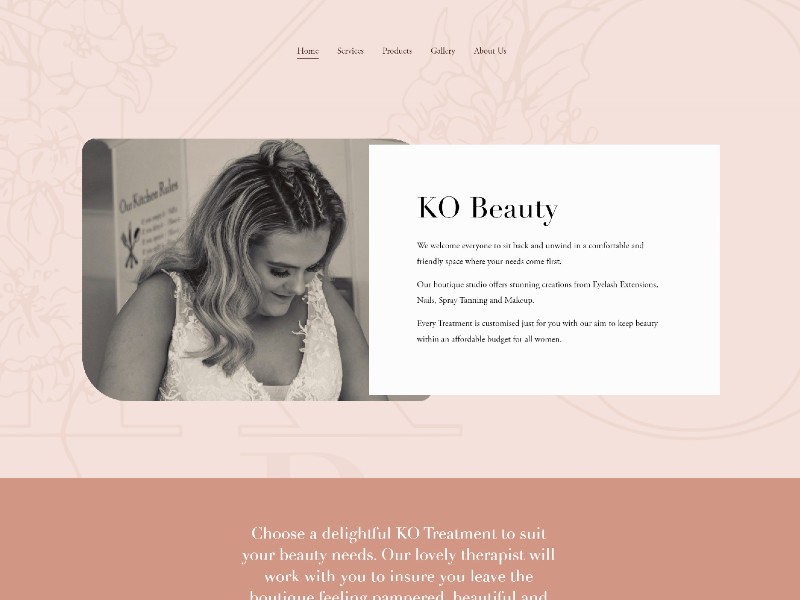 Home Services Products Gallery About Us
Our Kitchen Rules
KO Beauty
We welcome everyone to sit back and unwind in a comfortable and
friendly space where your needs come first.
Our boutique studio offers stunning creations from Eyelash Extensions,
Nails, Spray Tanning and Makeup.
Every Treatment is customised just for you with our aim to keep beauty
within an affordable budget for all women.
Choose a delightful KO Treatment to suit
your beauty needs. Our lovely therapist will
work with you to insure you leave the
boutique feeling pampered, beautiful and